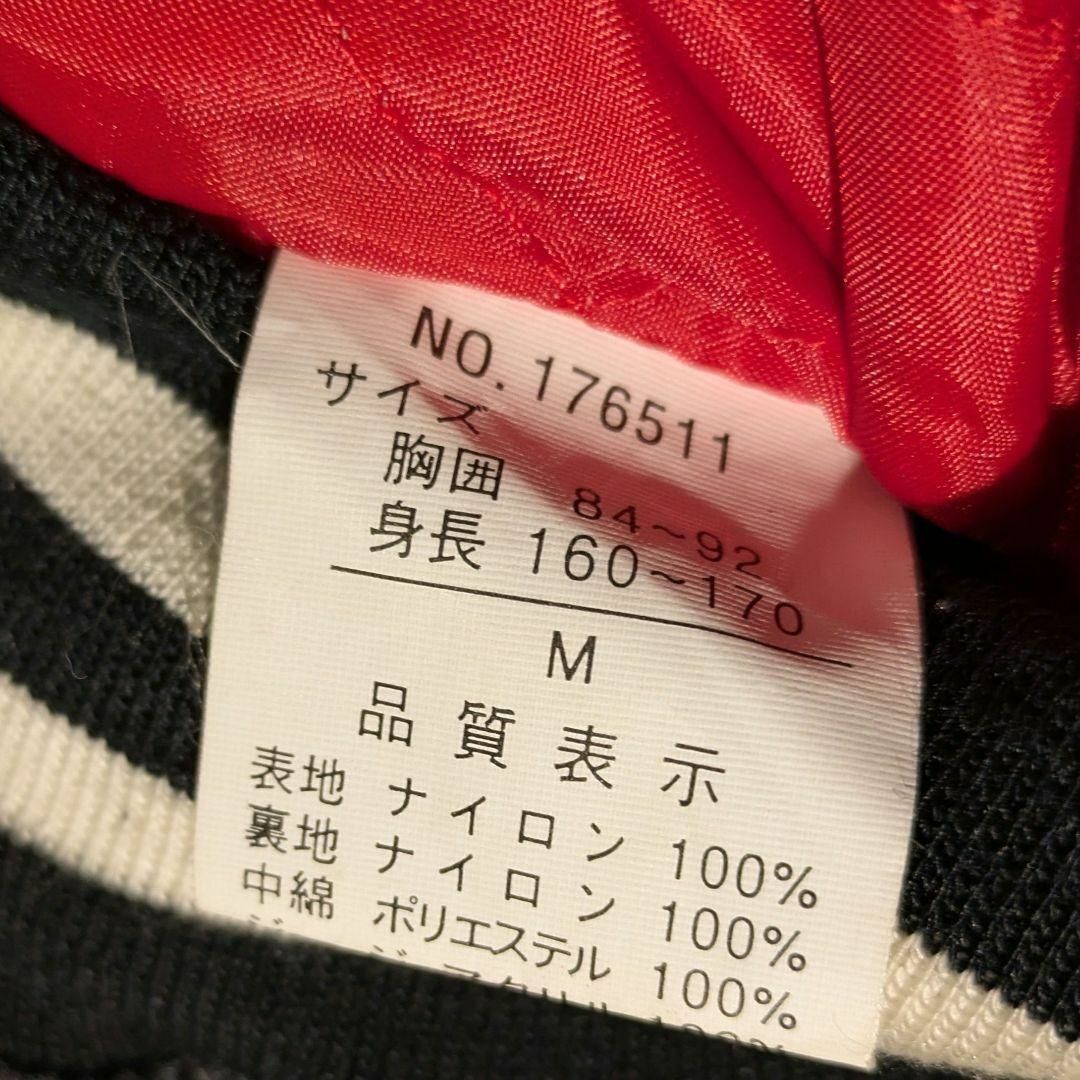 NO.176511
サイズ
胸囲 84~92
身長 160~170
M
品質表示
表地 ナイロン 100%
裏地 ナイロン 100%
中綿 ポリエステル 100%